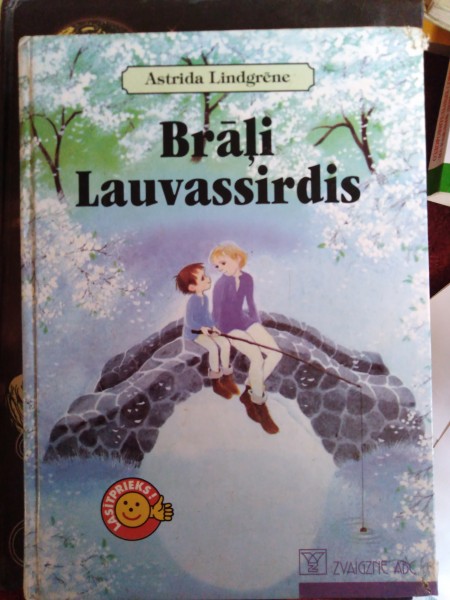 Astrida Lindgrēne
Brāļi
Lauvassirdis
LASĪTPRIEKS!
ZVAIGZNE ABC